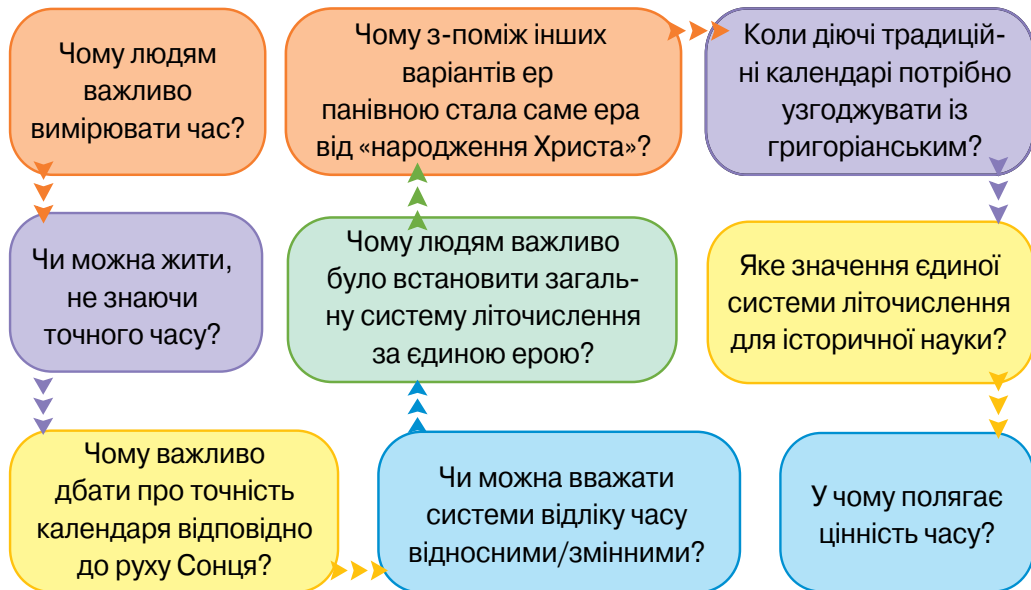 Чому людям
важливо
вимірювати час?
Чи можна жити,
не знаючи
точного часу?
Чому важливо
дбати про точність
календаря відповідно
до руху Сонця?
Чи можна вважати
системи відліку часу
відносними/змінними?
Чому людям важливо
було встановити загаль-
ну систему літочислення
за єдиною ерою?
Чому з-поміж інших
варіантів ер
панівною стала саме ера
від «народження Христа»?
Коли діючі традицій-
ні календарі потрібно
узгоджувати із
григоріанським?
Яке значення єдиної
системи літочислення
для історичної науки?
У чому полягає
цінність часу?